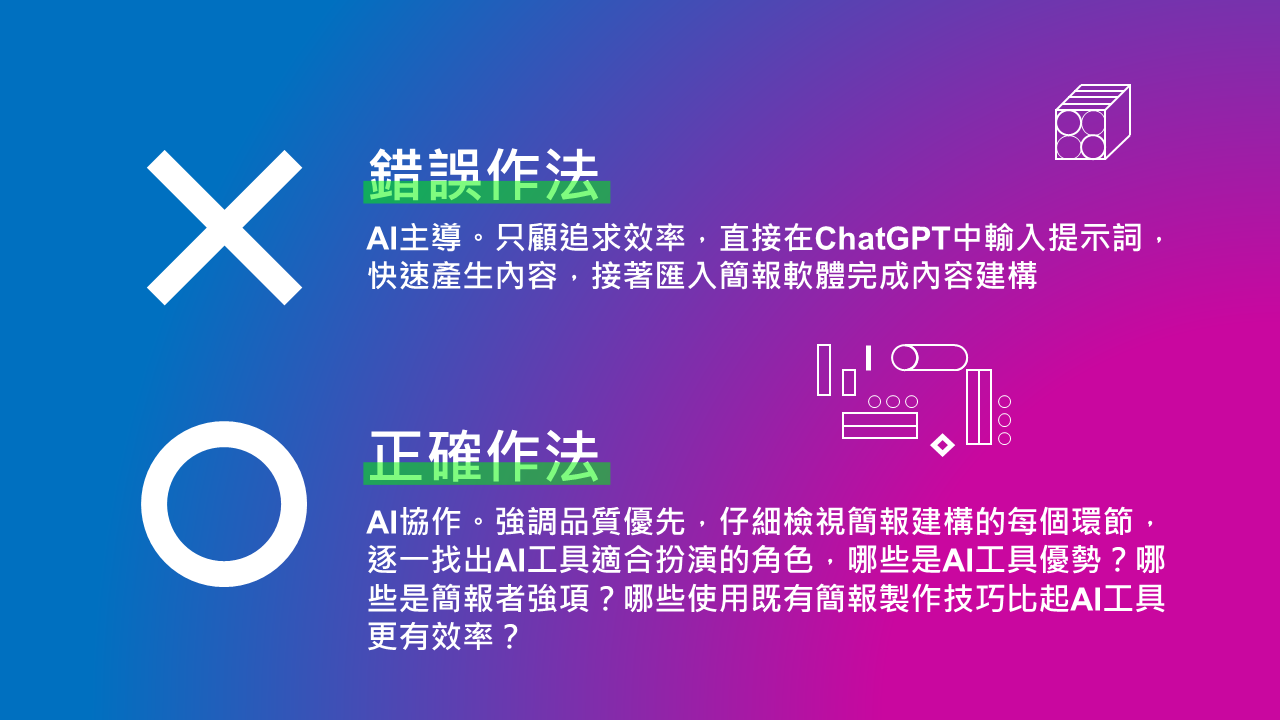 錯誤作法
AI主導。只顧追求效率，直接在ChatGPT中輸入提示詞，
快速產生內容，接著匯入簡報軟體完成內容建構
正確作法
AI協作。強調品質優先，仔細檢視簡報建構的每個環節，
逐一找出AI工具適合扮演的角色，哪些是AI工具優勢？哪
些是簡報者強項？哪些使用既有簡報製作技巧比起AI工具
更有效率？